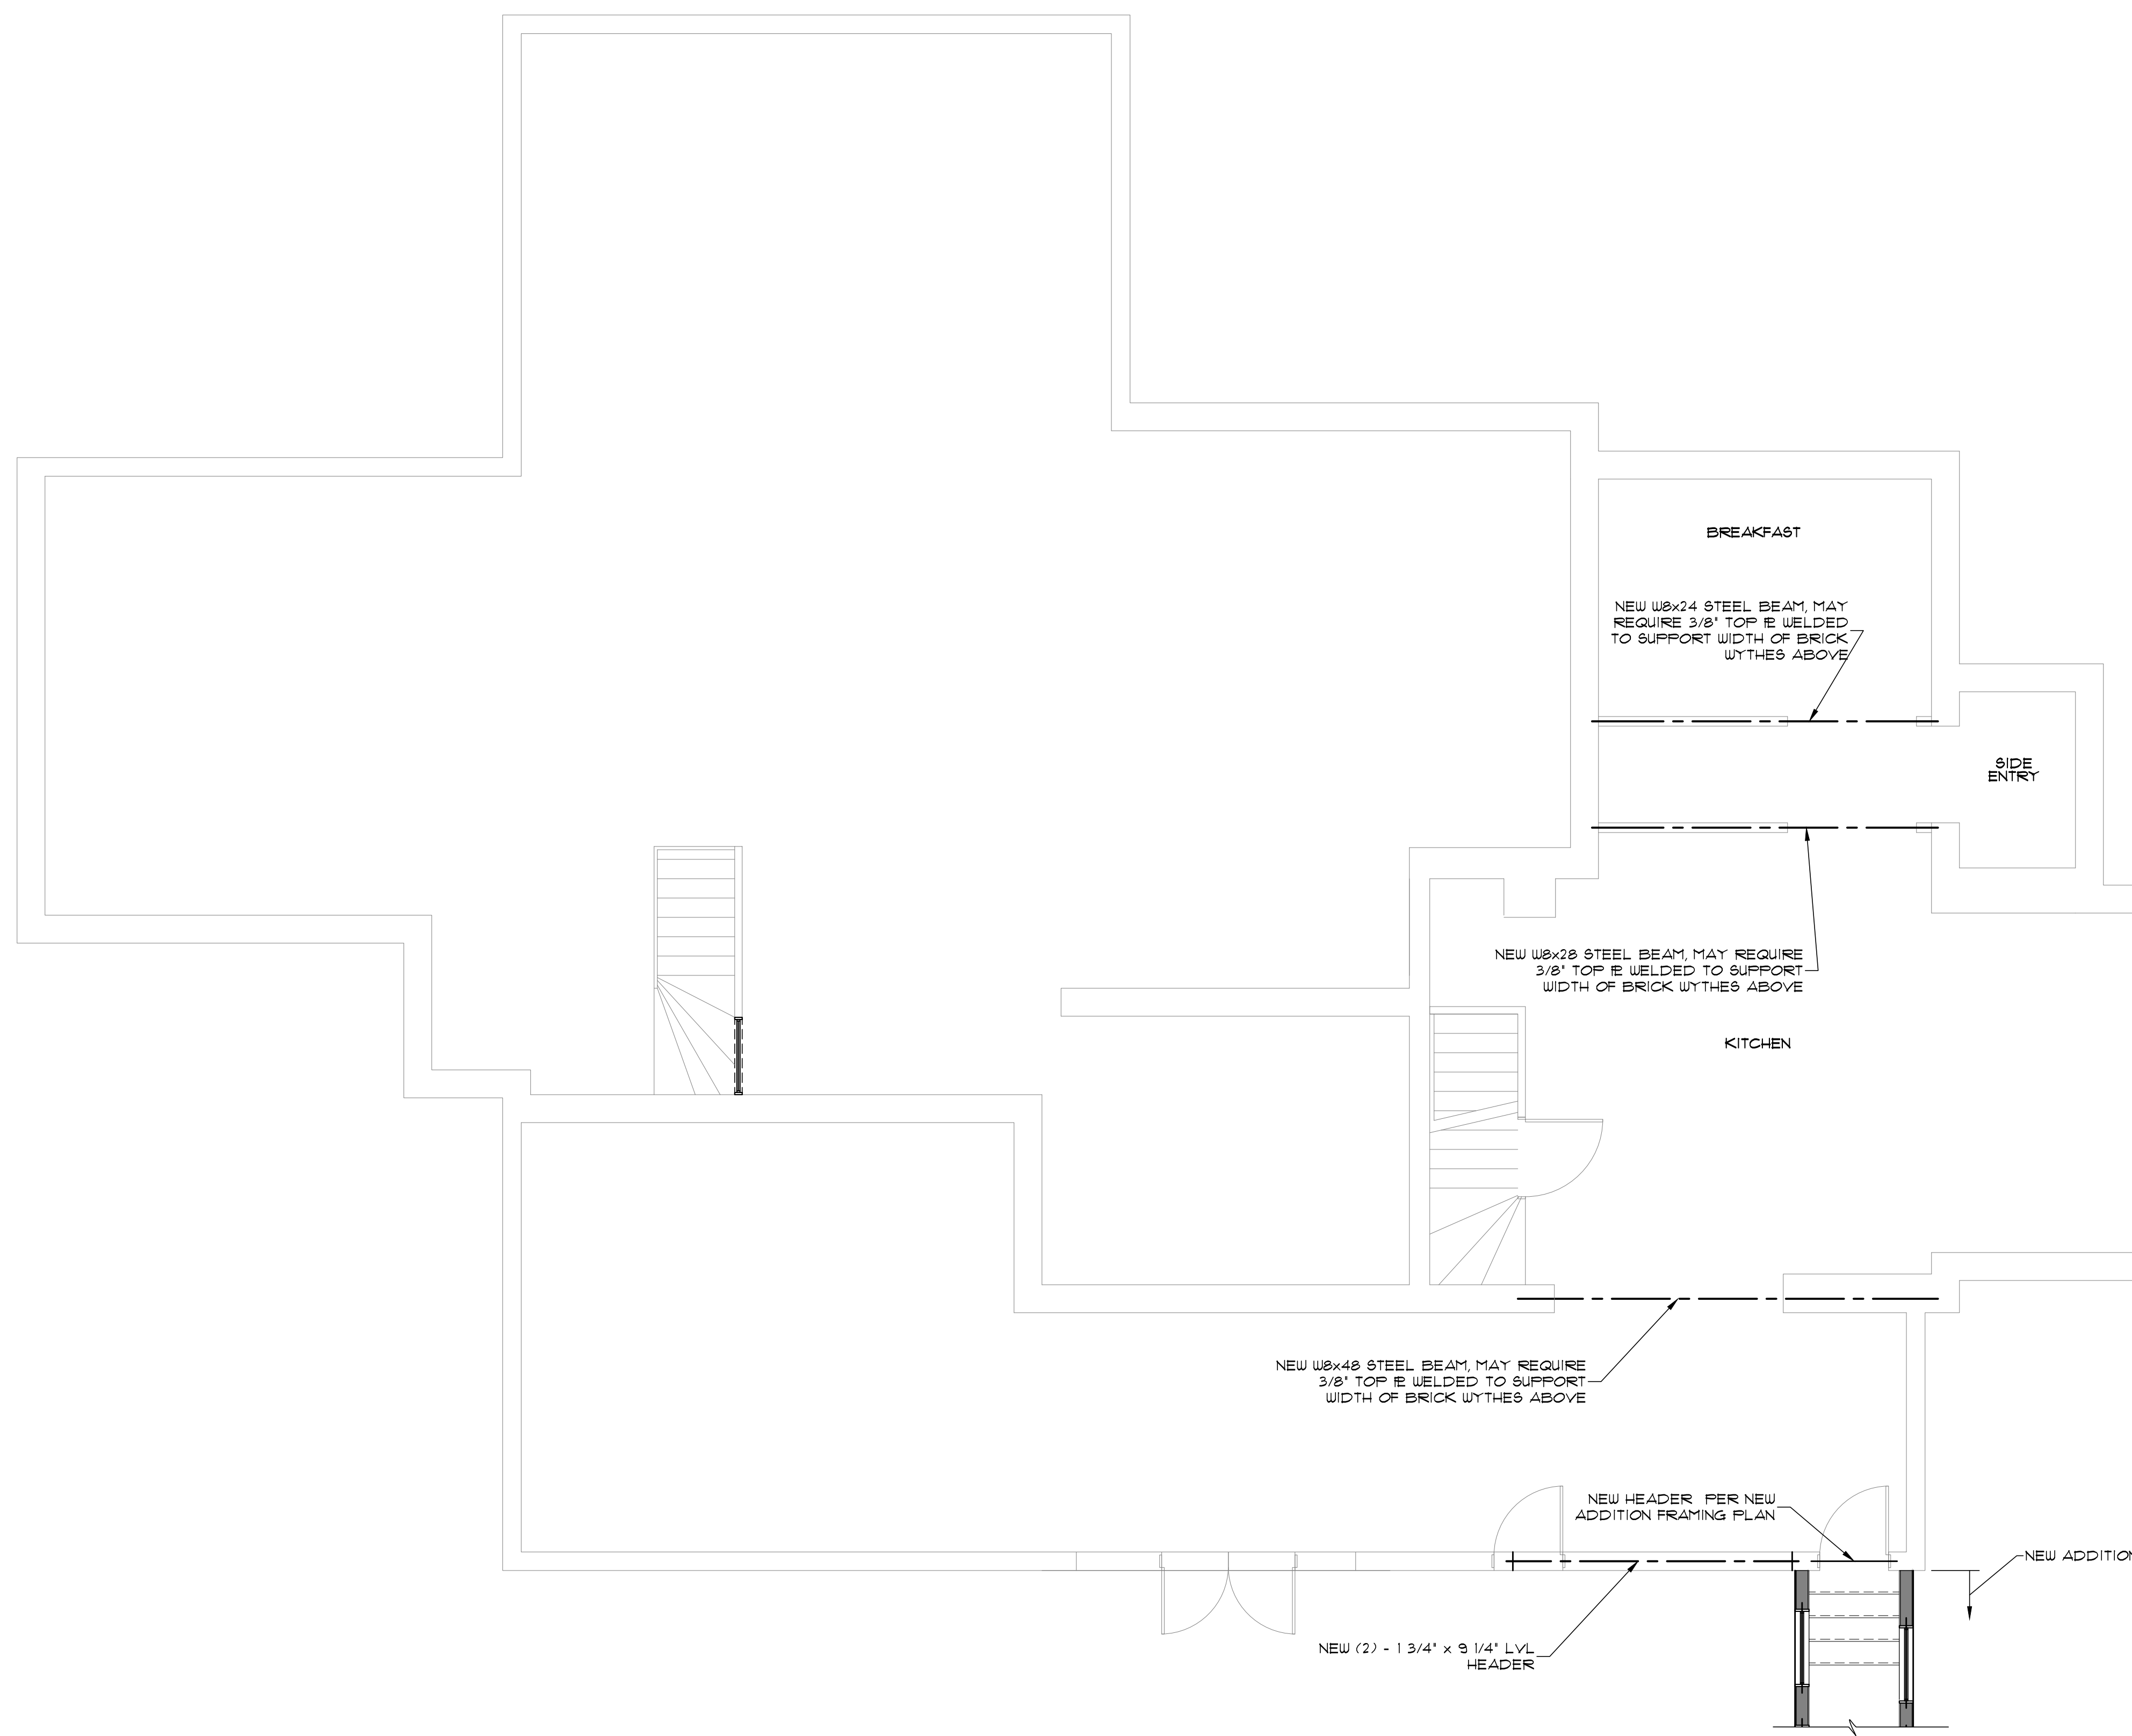 BREAKFAST
NEW W8x24 STEEL BEAM, MAY
REQUIRE 3/8" TOP PL WELDED
TO SUPPORT WIDTH OF BRICK
WYTHES ABOVE
SIDE
ENTRY
NEW W8x28 STEEL BEAM, MAY REQUIRE
3/8" TOP PL WELDED TO SUPPORT
WIDTH OF BRICK WYTHES ABOVE
KITCHEN
NEW W8x48 STEEL BEAM, MAY REQUIRE
3/8" TOP PL WELDED TO SUPPORT
WIDTH OF BRICK WYTHES ABOVE
NEW HEADER PER NEW
ADDITION FRAMING PLAN
NEW ADDITION
NEW (2) - 1 3/4" x 9 1/4" LVL
HEADER